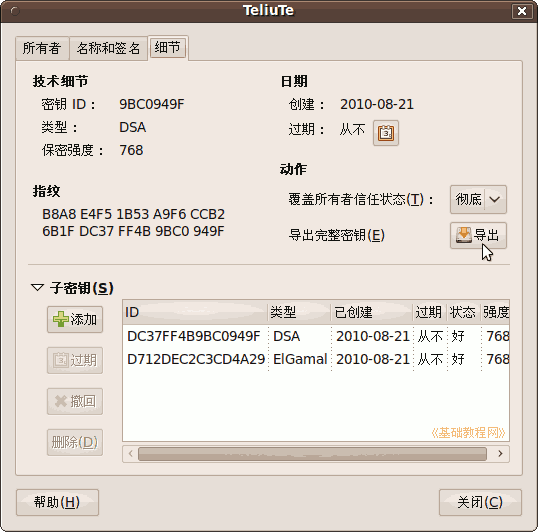 TeliuTe
所有者 名称和签名 细节
技术细节
密钥 ID： 9BC0949F
类型： DSA
保密强度： 768
日期
创建： 2010-08-21
过期： 从不
动作
覆盖所有者信任状态(T)： 彻底
导出完整密钥(E) 导出
指纹
B8A8 E4F5 1B53 A9F6 CCB2
6B1F DC37 FF4B 9BC0 949F
子密钥(S)
添加
过期
撤回
删除(D)
ID 类型 已创建 过期 状态 强度
DC37FF4B9BC0949F DSA 2010-08-21 从不 好 768
D712DEC2C3CD4A29 ElGamal 2010-08-21 从不 好 768
《基础教程网》
帮助(H) 关闭(C)